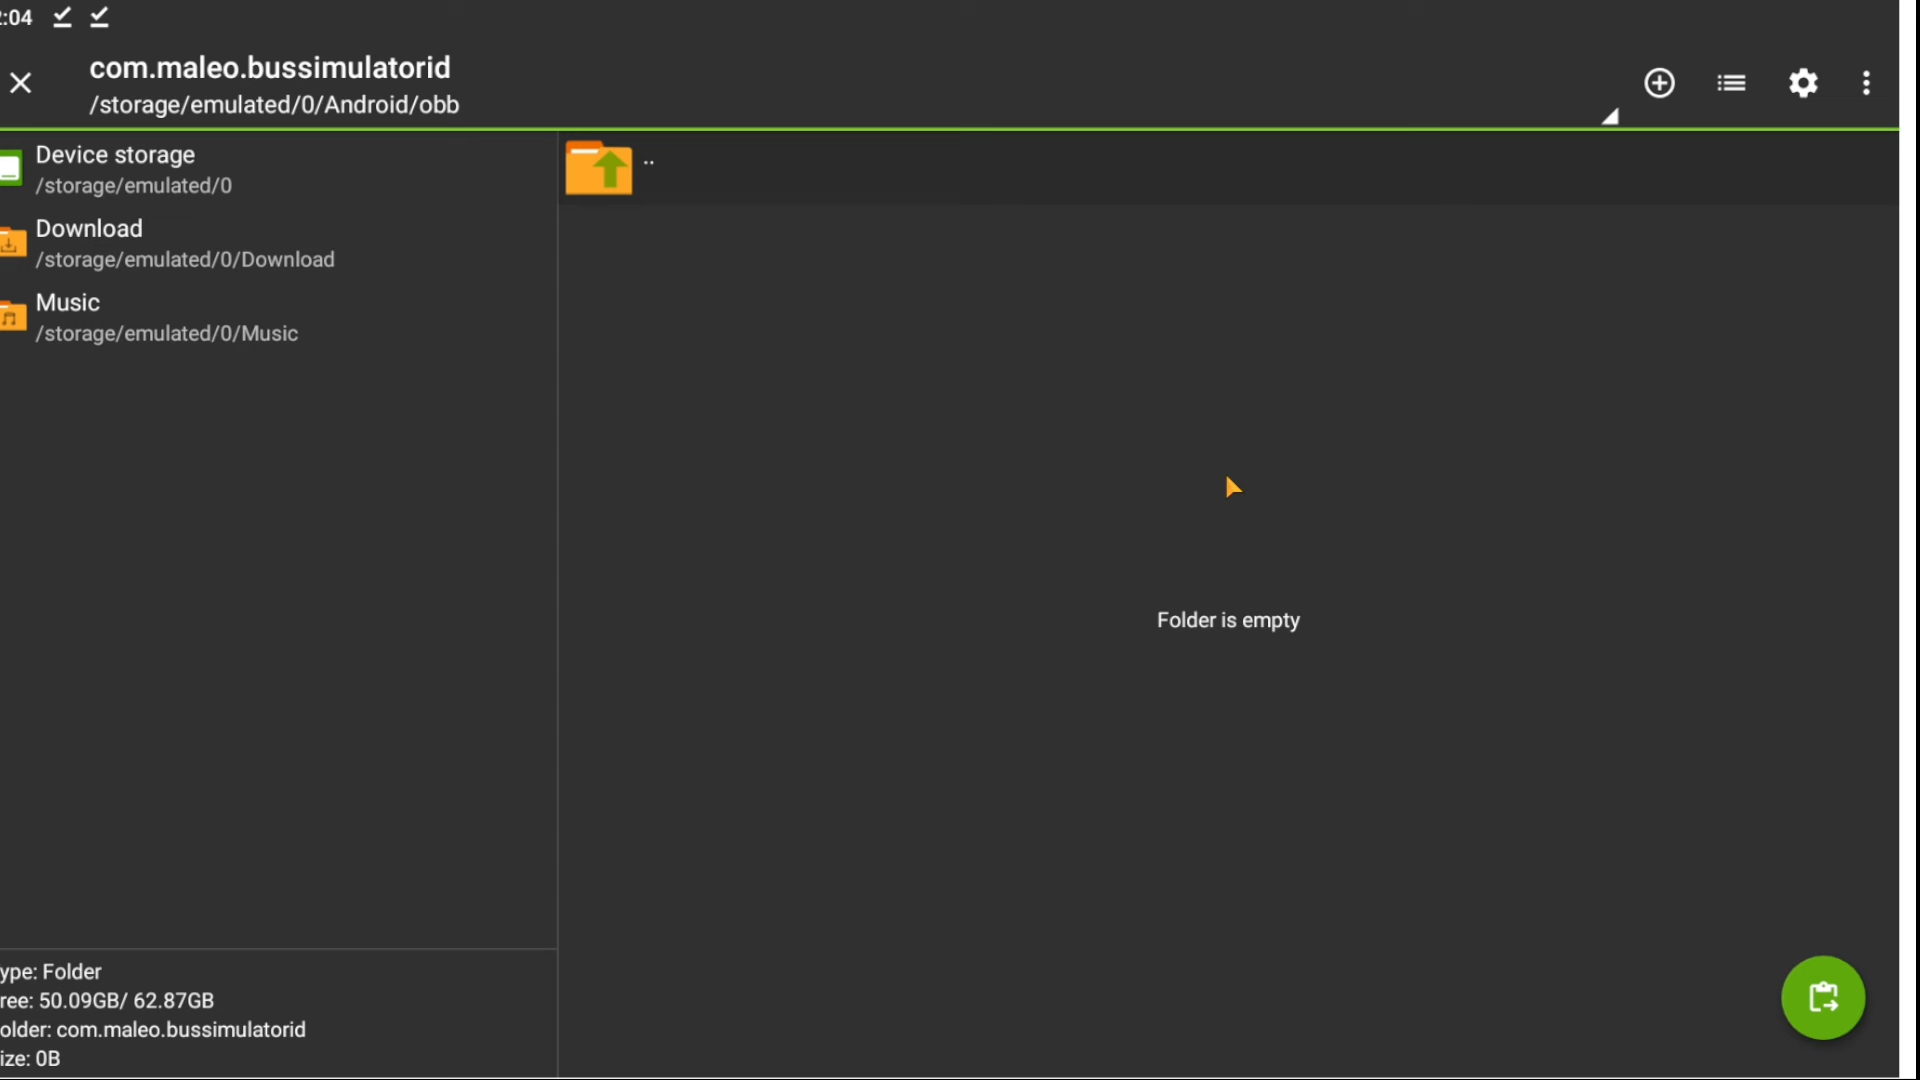 :04
com.maleo.bussimulatorid
/storage/emulated/0/Android/obb
Device storage
/storage/emulated/0
Download
/storage/emulated/0/Download
Music
/storage/emulated/0/Music
..
Folder is empty
ype: Folder
ree: 50.09GB/ 62.87GB
older: com.maleo.bussimulatorid
ize: 0B